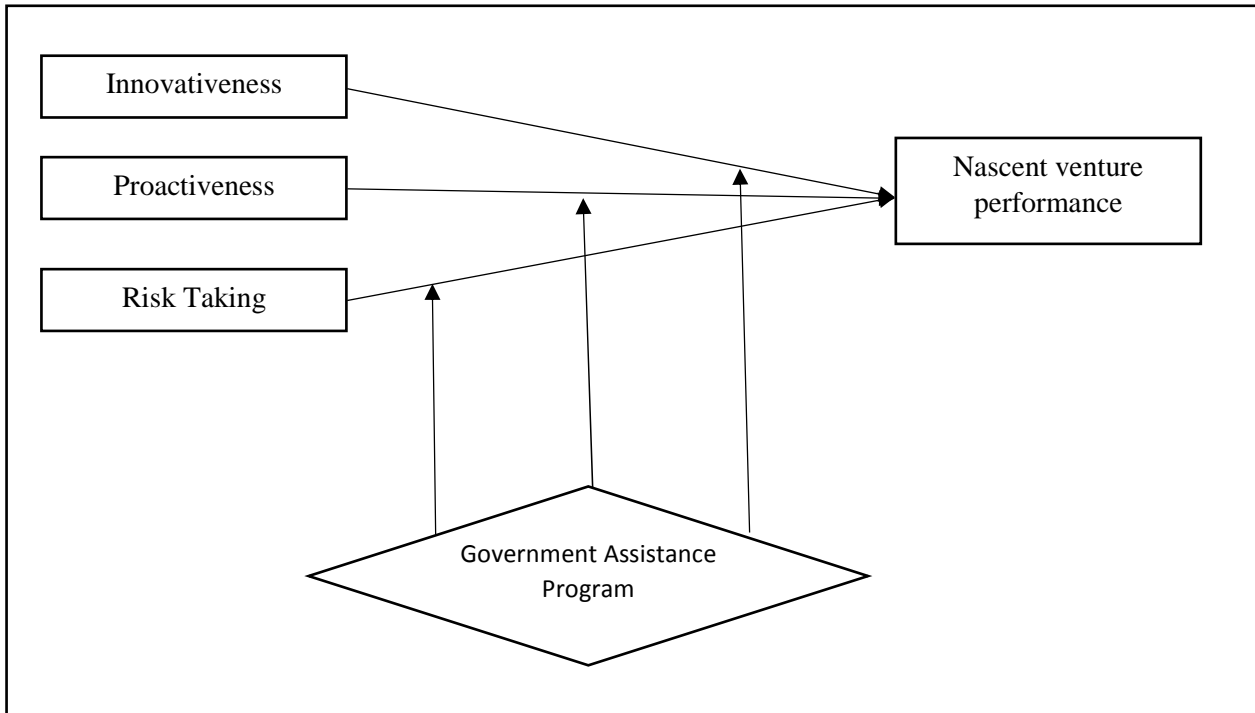 Innovativeness
Proactiveness
Risk Taking
Nascent venture
performance
Government Assistance
Program